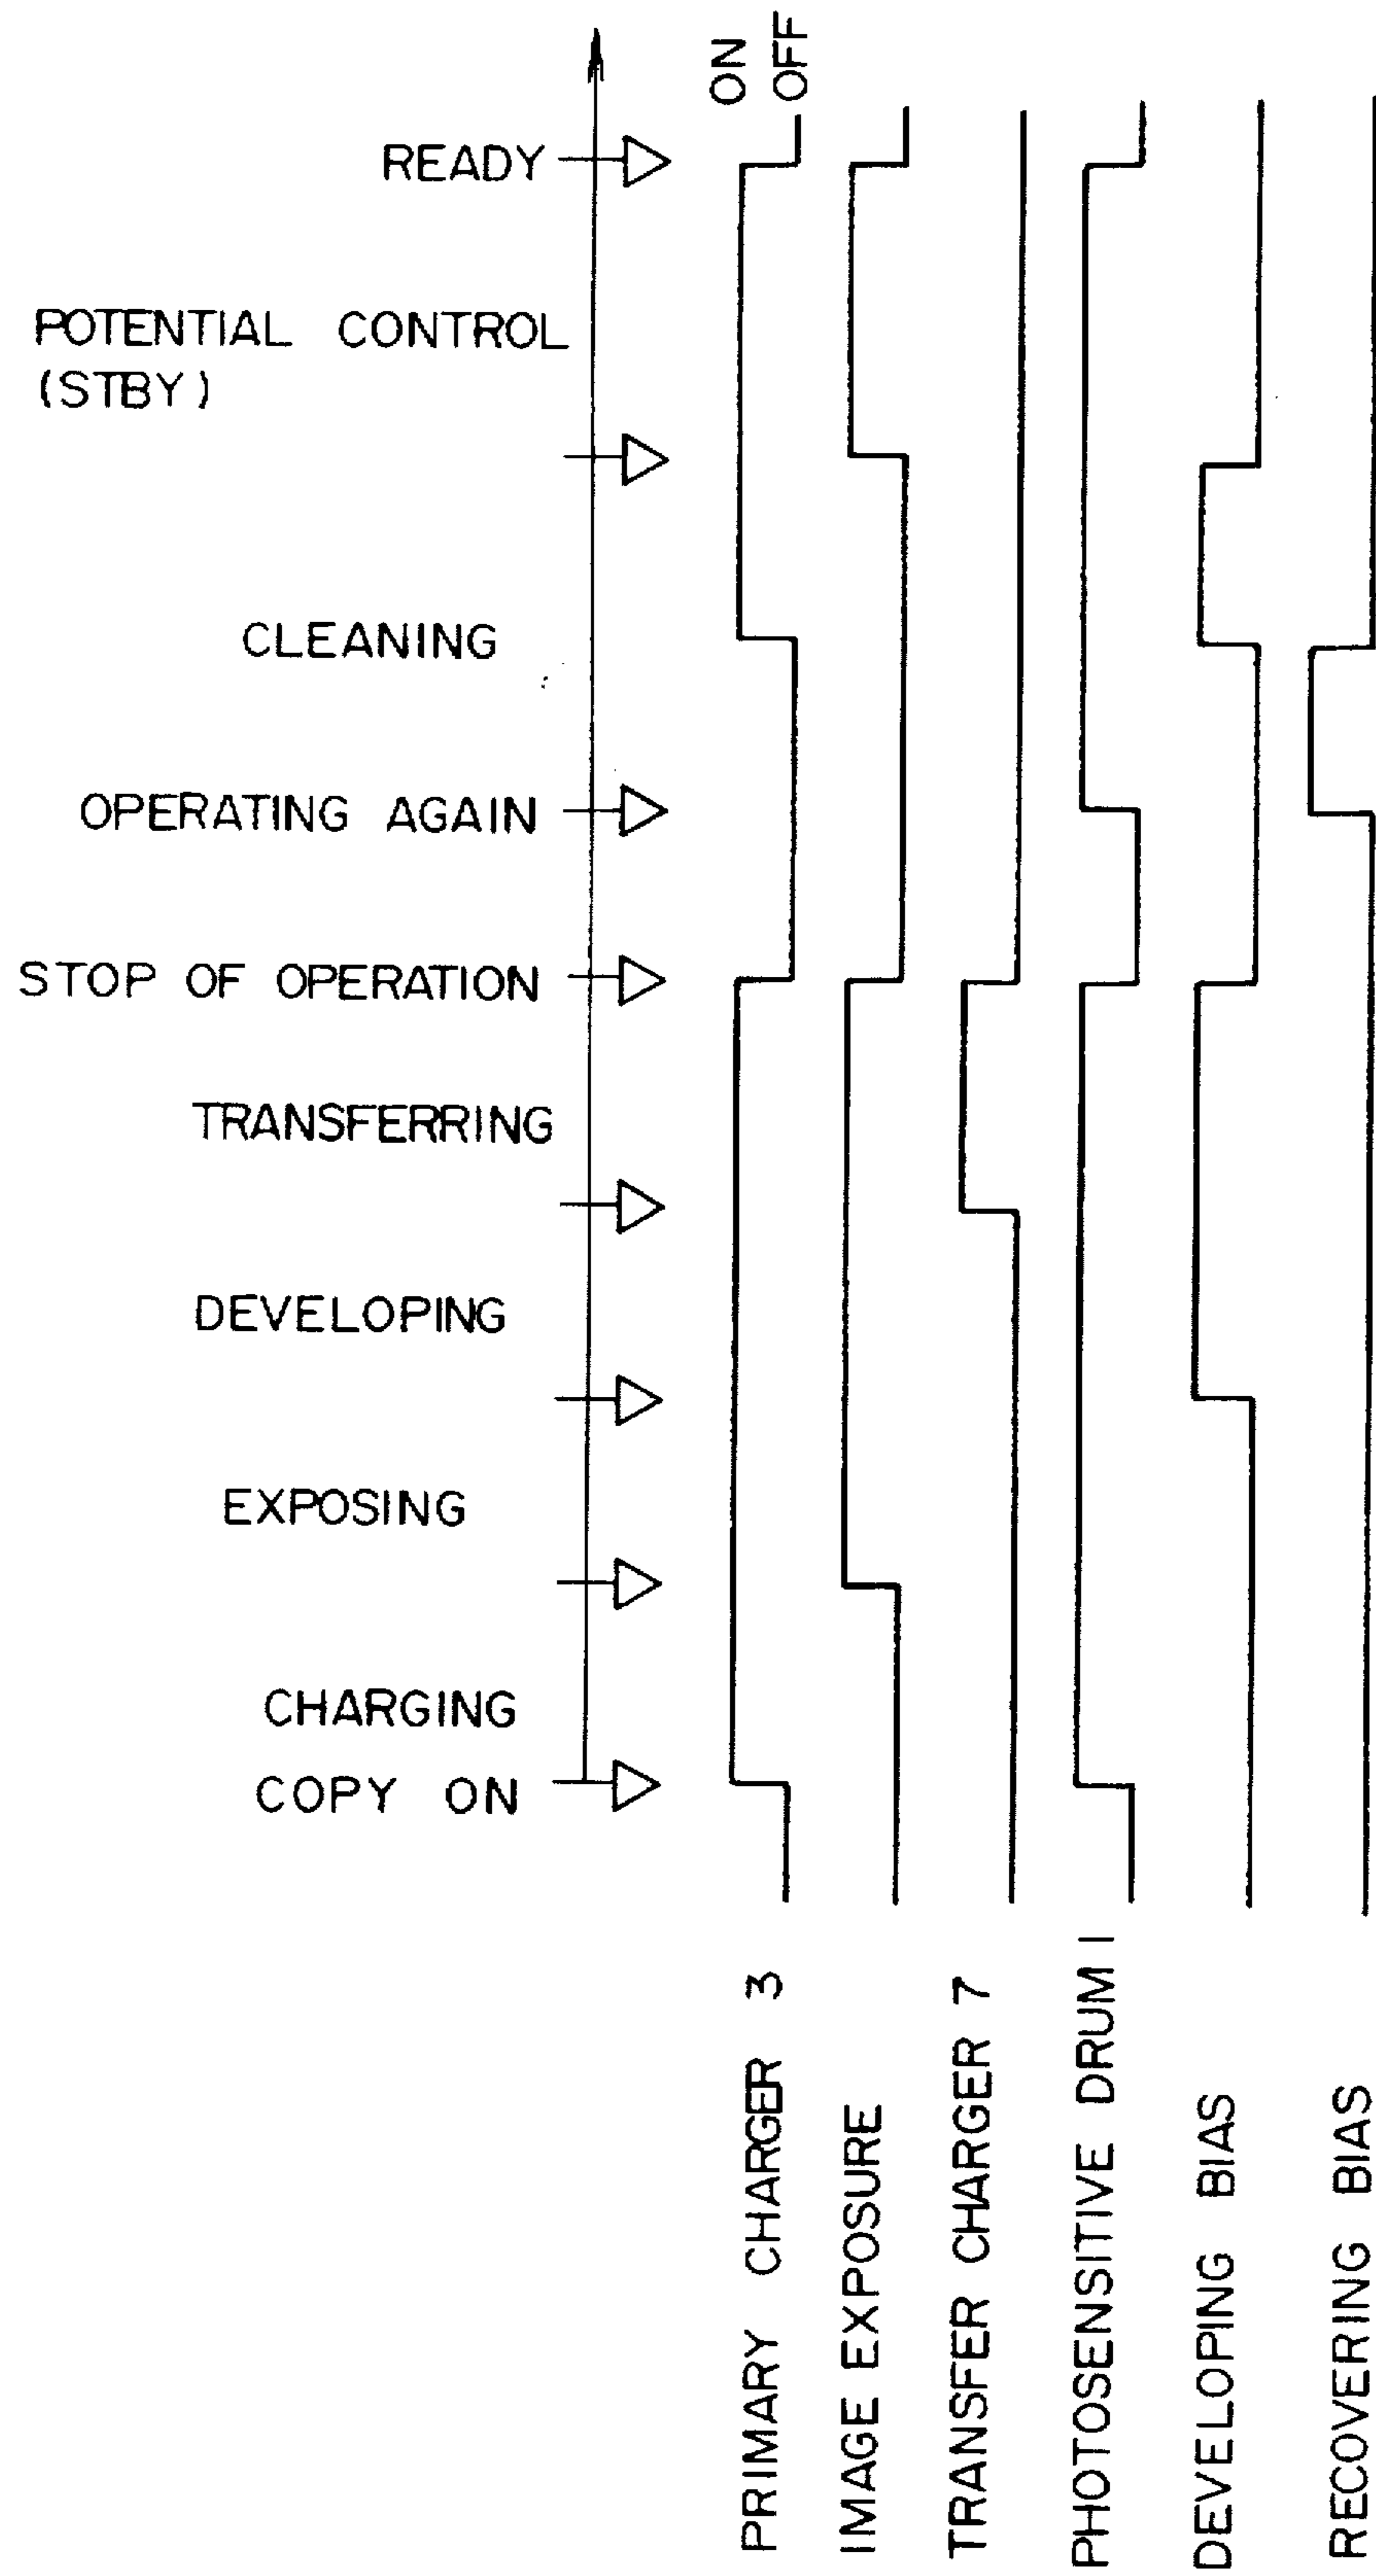 ON
OFF
READY
POTENTIAL CONTROL
(STBY)
CLEANING
OPERATING AGAIN
STOP OF OPERATION
TRANSFERRING
DEVELOPING
EXPOSING
CHARGING
COPY ON
PRIMARY CHARGER 3
IMAGE EXPOSURE
TRANSFER CHARGER 7
PHOTOSENSITIVE DRUM 1
DEVELOPING BIAS
RECOVERING BIAS